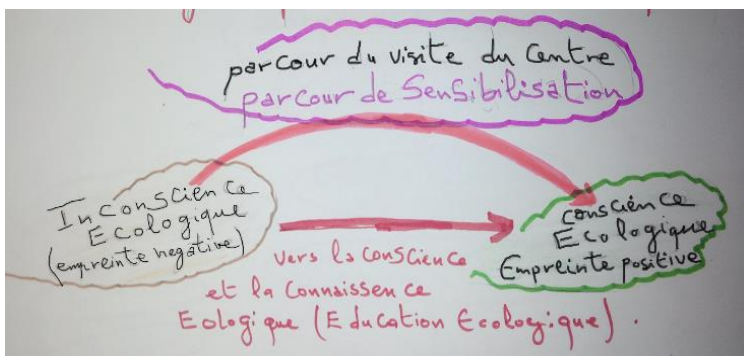 parcour du visite du Centre
parcour de Sensibilisation
Inconscience
Ecologique
(empreinte negative)
conscience
Ecologique
Empreinte positive
vers la conscience
et la connaissence
Eologique (Education Ecologique).